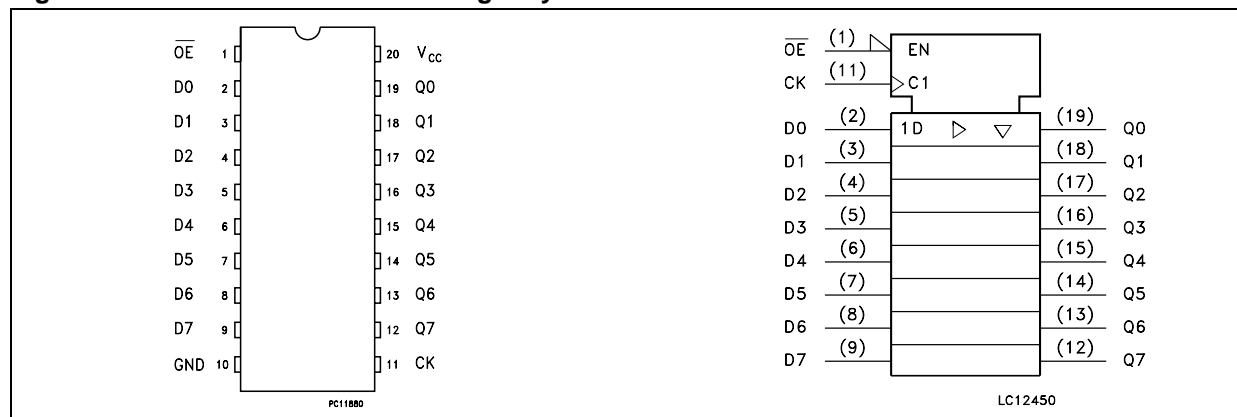 OE 1 20 VCC
D0 2 19 Q0
D1 3 18 Q1
D2 4 17 Q2
D3 5 16 Q3
D4 6 15 Q4
D5 7 14 Q5
D6 8 13 Q6
D7 9 12 Q7
GND 10 11 CK
PC11880
OE (1) EN
CK (11) C1
D0 (2) 1D (19) Q0
D1 (3) (18) Q1
D2 (4) (17) Q2
D3 (5) (16) Q3
D4 (6) (15) Q4
D5 (7) (14) Q5
D6 (8) (13) Q6
D7 (9) (12) Q7
LC12450